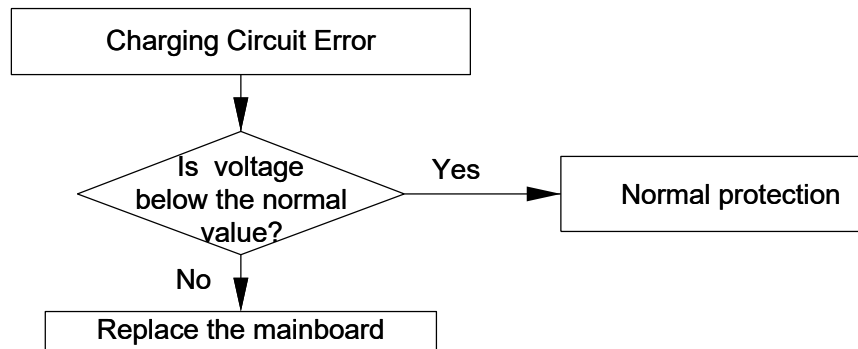 Charging Circuit Error
Is voltage
below the normal
value?
Yes
Normal protection
No
Replace the mainboard